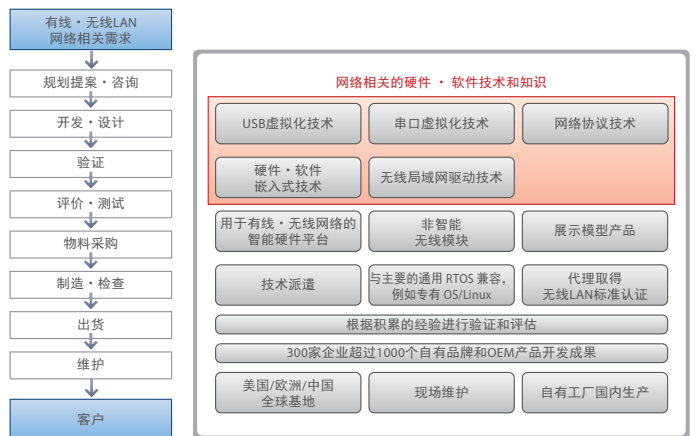 有线・无线LAN
网络相关需求
规划提案・咨询
开发・设计
验证
评价・测试
物料采购
制造・检查
出货
维护
客户
网络相关的硬件 ・ 软件技术和知识
USB虚拟化技术
串口虚拟化技术
网络协议技术
硬件・软件
嵌入式技术
无线局域网驱动技术
用于有线・无线网络的
智能硬件平台
非智能
无线模块
展示模型产品
技术派遣
与主要的通用 RTOS 兼容，
例如专有 OS/Linux
代理取得
无线LAN标准认证
根据积累的经验进行验证和评估
300家企业超过1000个自有品牌和OEM产品开发成果
美国/欧洲/中国
全球基地
现场维护
自有工厂国内生产